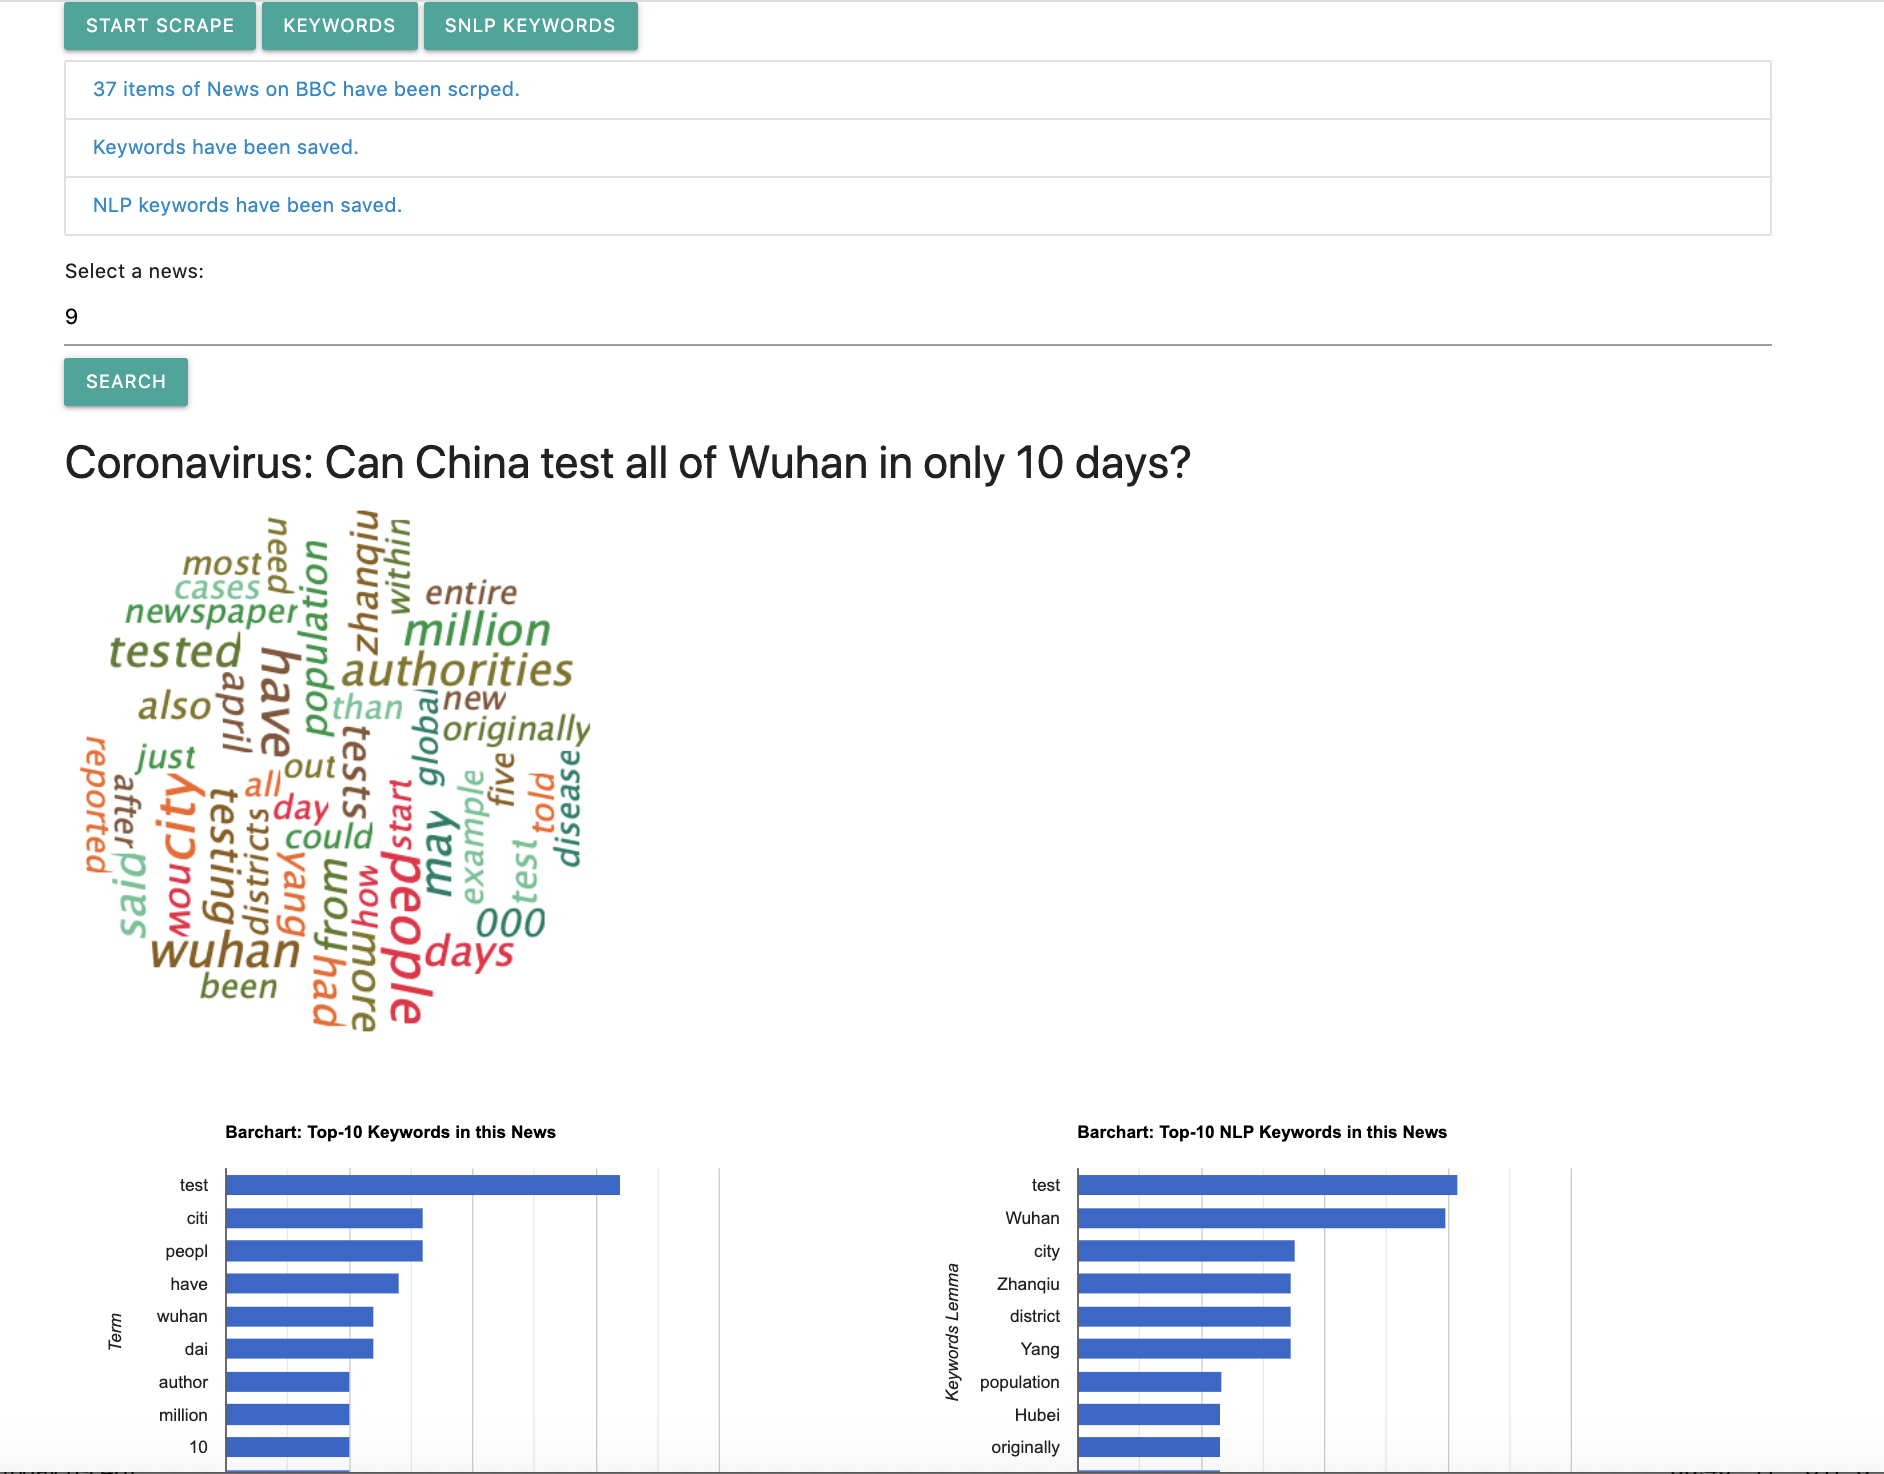 START SCRAPE KEYWORDS SNLP KEYWORDS
37 items of News on BBC have been scrped.
Keywords have been saved.
NLP keywords have been saved.
Select a news:
9
SEARCH
Coronavirus: Can China test all of Wuhan in only 10 days?
need
zhanqiu
within
most
population
cases
entire
newspaper
million
tested
have
authorities
april
also
than
global
new
originally
tests
reported
just
out
five
disease
after
city
all
told
testing
day
start
example
districts
could
may
said
wou
yang
from
how
people
test
000
wuhan
days
had
more
been
Barchart: Top-10 Keywords in this News
Term
test
citi
peopl
have
wuhan
dai
author
million
10
Barchart: Top-10 NLP Keywords in this News
Keywords Lemma
test
Wuhan
city
Zhanqiu
district
Yang
population
Hubei
originally